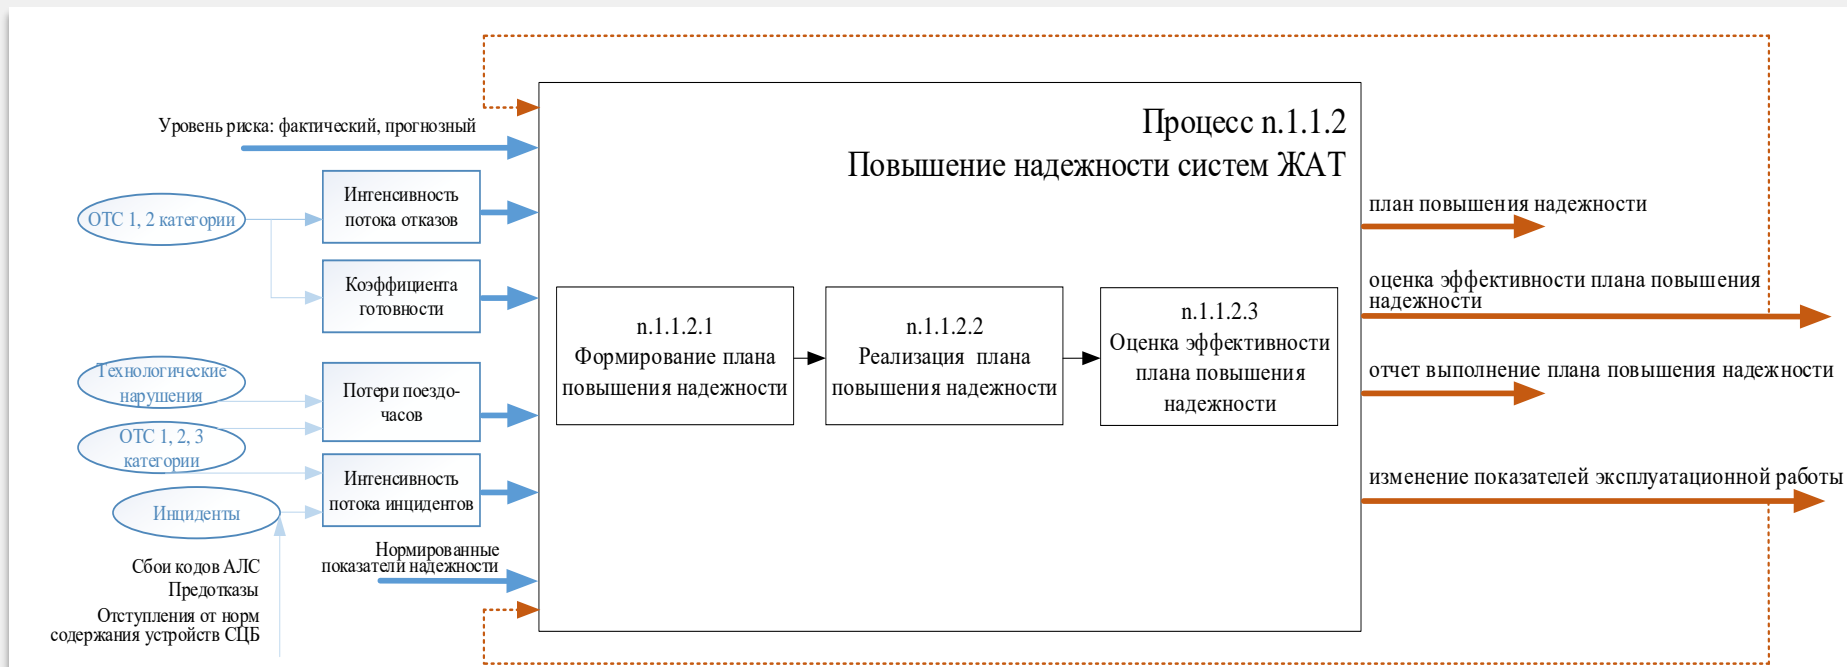 Процесс n.1.1.2
Повышение надежности систем ЖАТ
Уровень риска: фактический, прогнозный
ОТС 1, 2 категории
Интенсивность
потока отказов
Коэффициента
готовности
Технологические
нарушения
Потери поездо-
часов
ОТС 1, 2, 3
категории
Интенсивность
потока инцидентов
Инциденты
Сбои кодов АЛС
Предотказы
Отступления от норм
содержания устройств СЦБ
Нормированные
показатели надежности
n.1.1.2.1
Формирование плана
повышения надежности
n.1.1.2.2
Реализация плана
повышения надежности
n.1.1.2.3
Оценка эффективности
плана повышения
надежности
план повышения надежности
оценка эффективности плана повышения
надежности
отчет выполнение плана повышения надежности
изменение показателей эксплуатационной работы